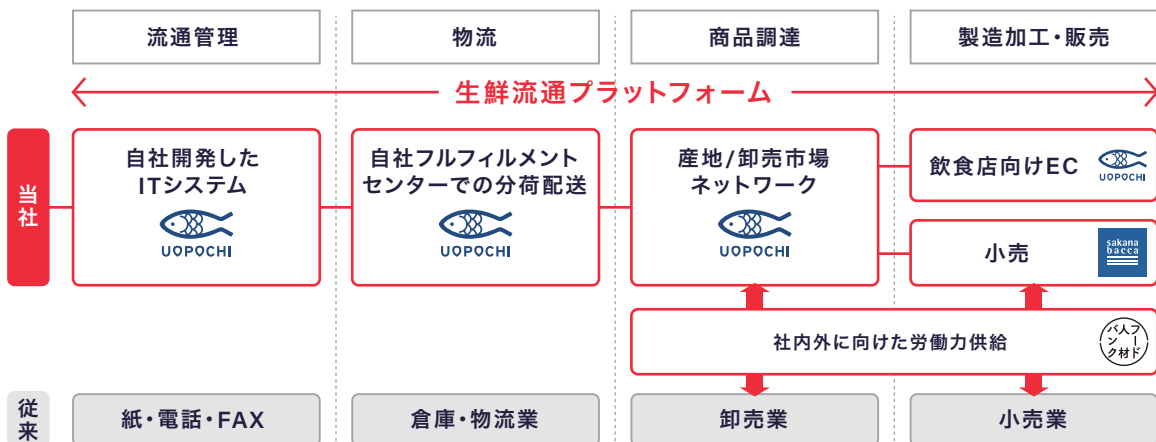 流通管理
物流
商品調達
製造加工・販売
生鮮流通プラットフォーム
当社
自社開発した
ITシステム
UOPOCHI
自社フルフィルメント
センターでの分荷配送
UOPOCHI
産地/卸売市場
ネットワーク
UOPOCHI
飲食店向けEC
UOPOCHI
小売
sakana
bacca
社内外に向けた労働力供給
フード
人材
バンク
従来
紙・電話・FAX
倉庫・物流業
卸売業
小売業